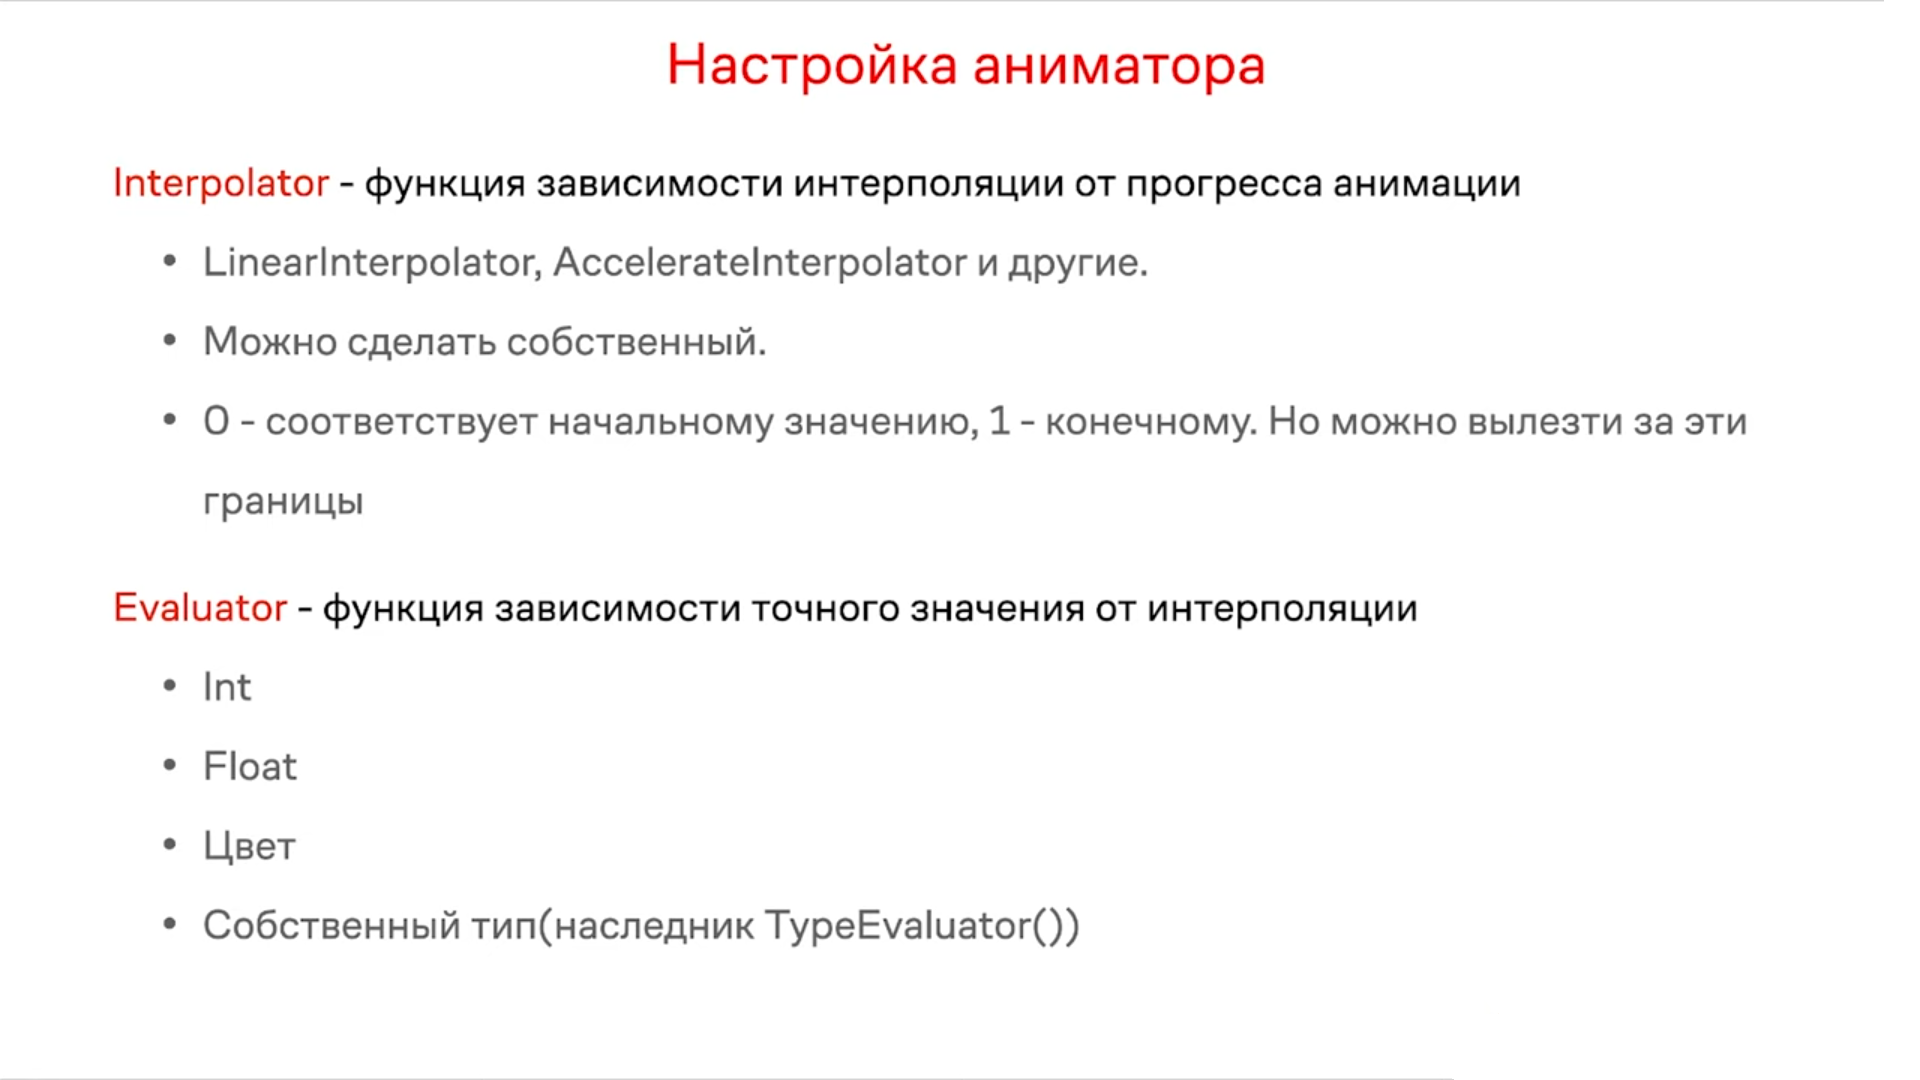 Настройка аниматора
Interpolator - функция зависимости интерполяции от прогресса анимации
• LinearInterpolator, AccelerateInterpolator и другие.
• Можно сделать собственный.
• 0 - соответствует начальному значению, 1 - конечному. Но можно вылезти за эти
границы
Evaluator - функция зависимости точного значения от интерполяции
• Int
• Float
• Цвет
• Собственный тип(наследник TypeEvaluator())